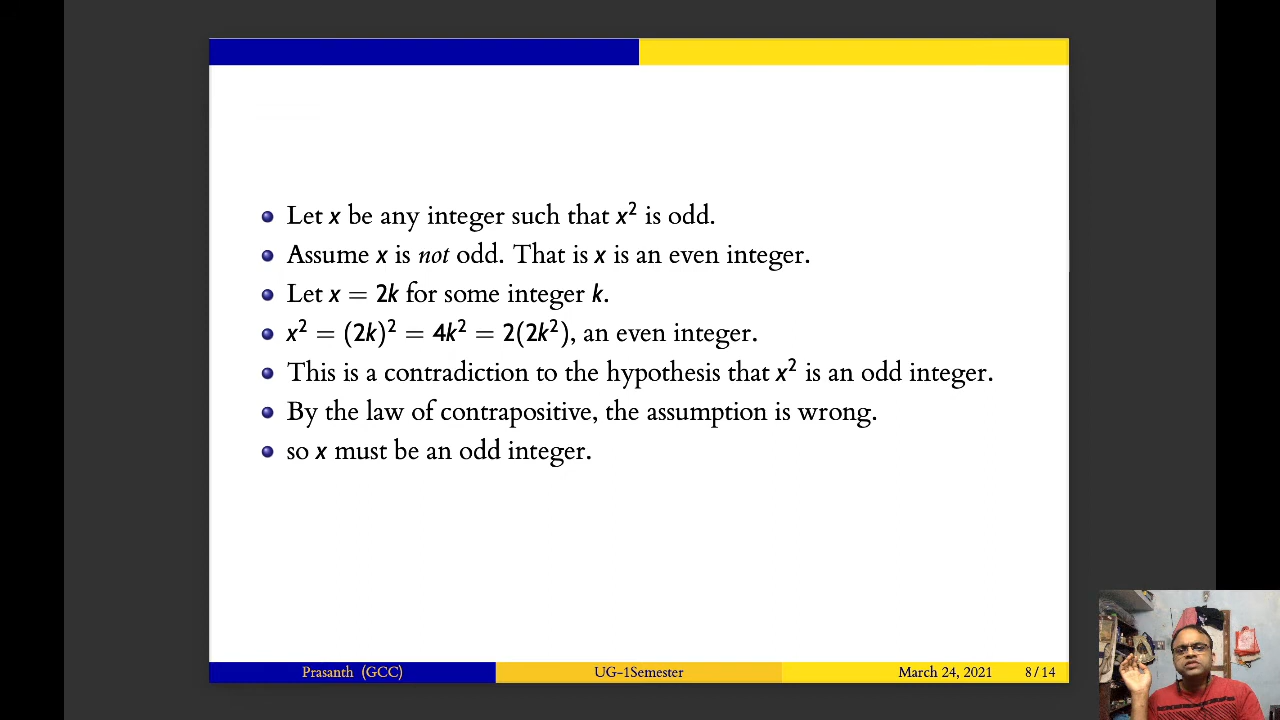 Let x be any integer such that x² is odd.
Assume x is not odd. That is x is an even integer.
Let x = 2k for some integer k.
x² = (2k)² = 4k² = 2(2k²), an even integer.
This is a contradiction to the hypothesis that x² is an odd integer.
By the law of contrapositive, the assumption is wrong.
so x must be an odd integer.
Prasanth (GCC) UG-1Semester March 24, 2021 8/14